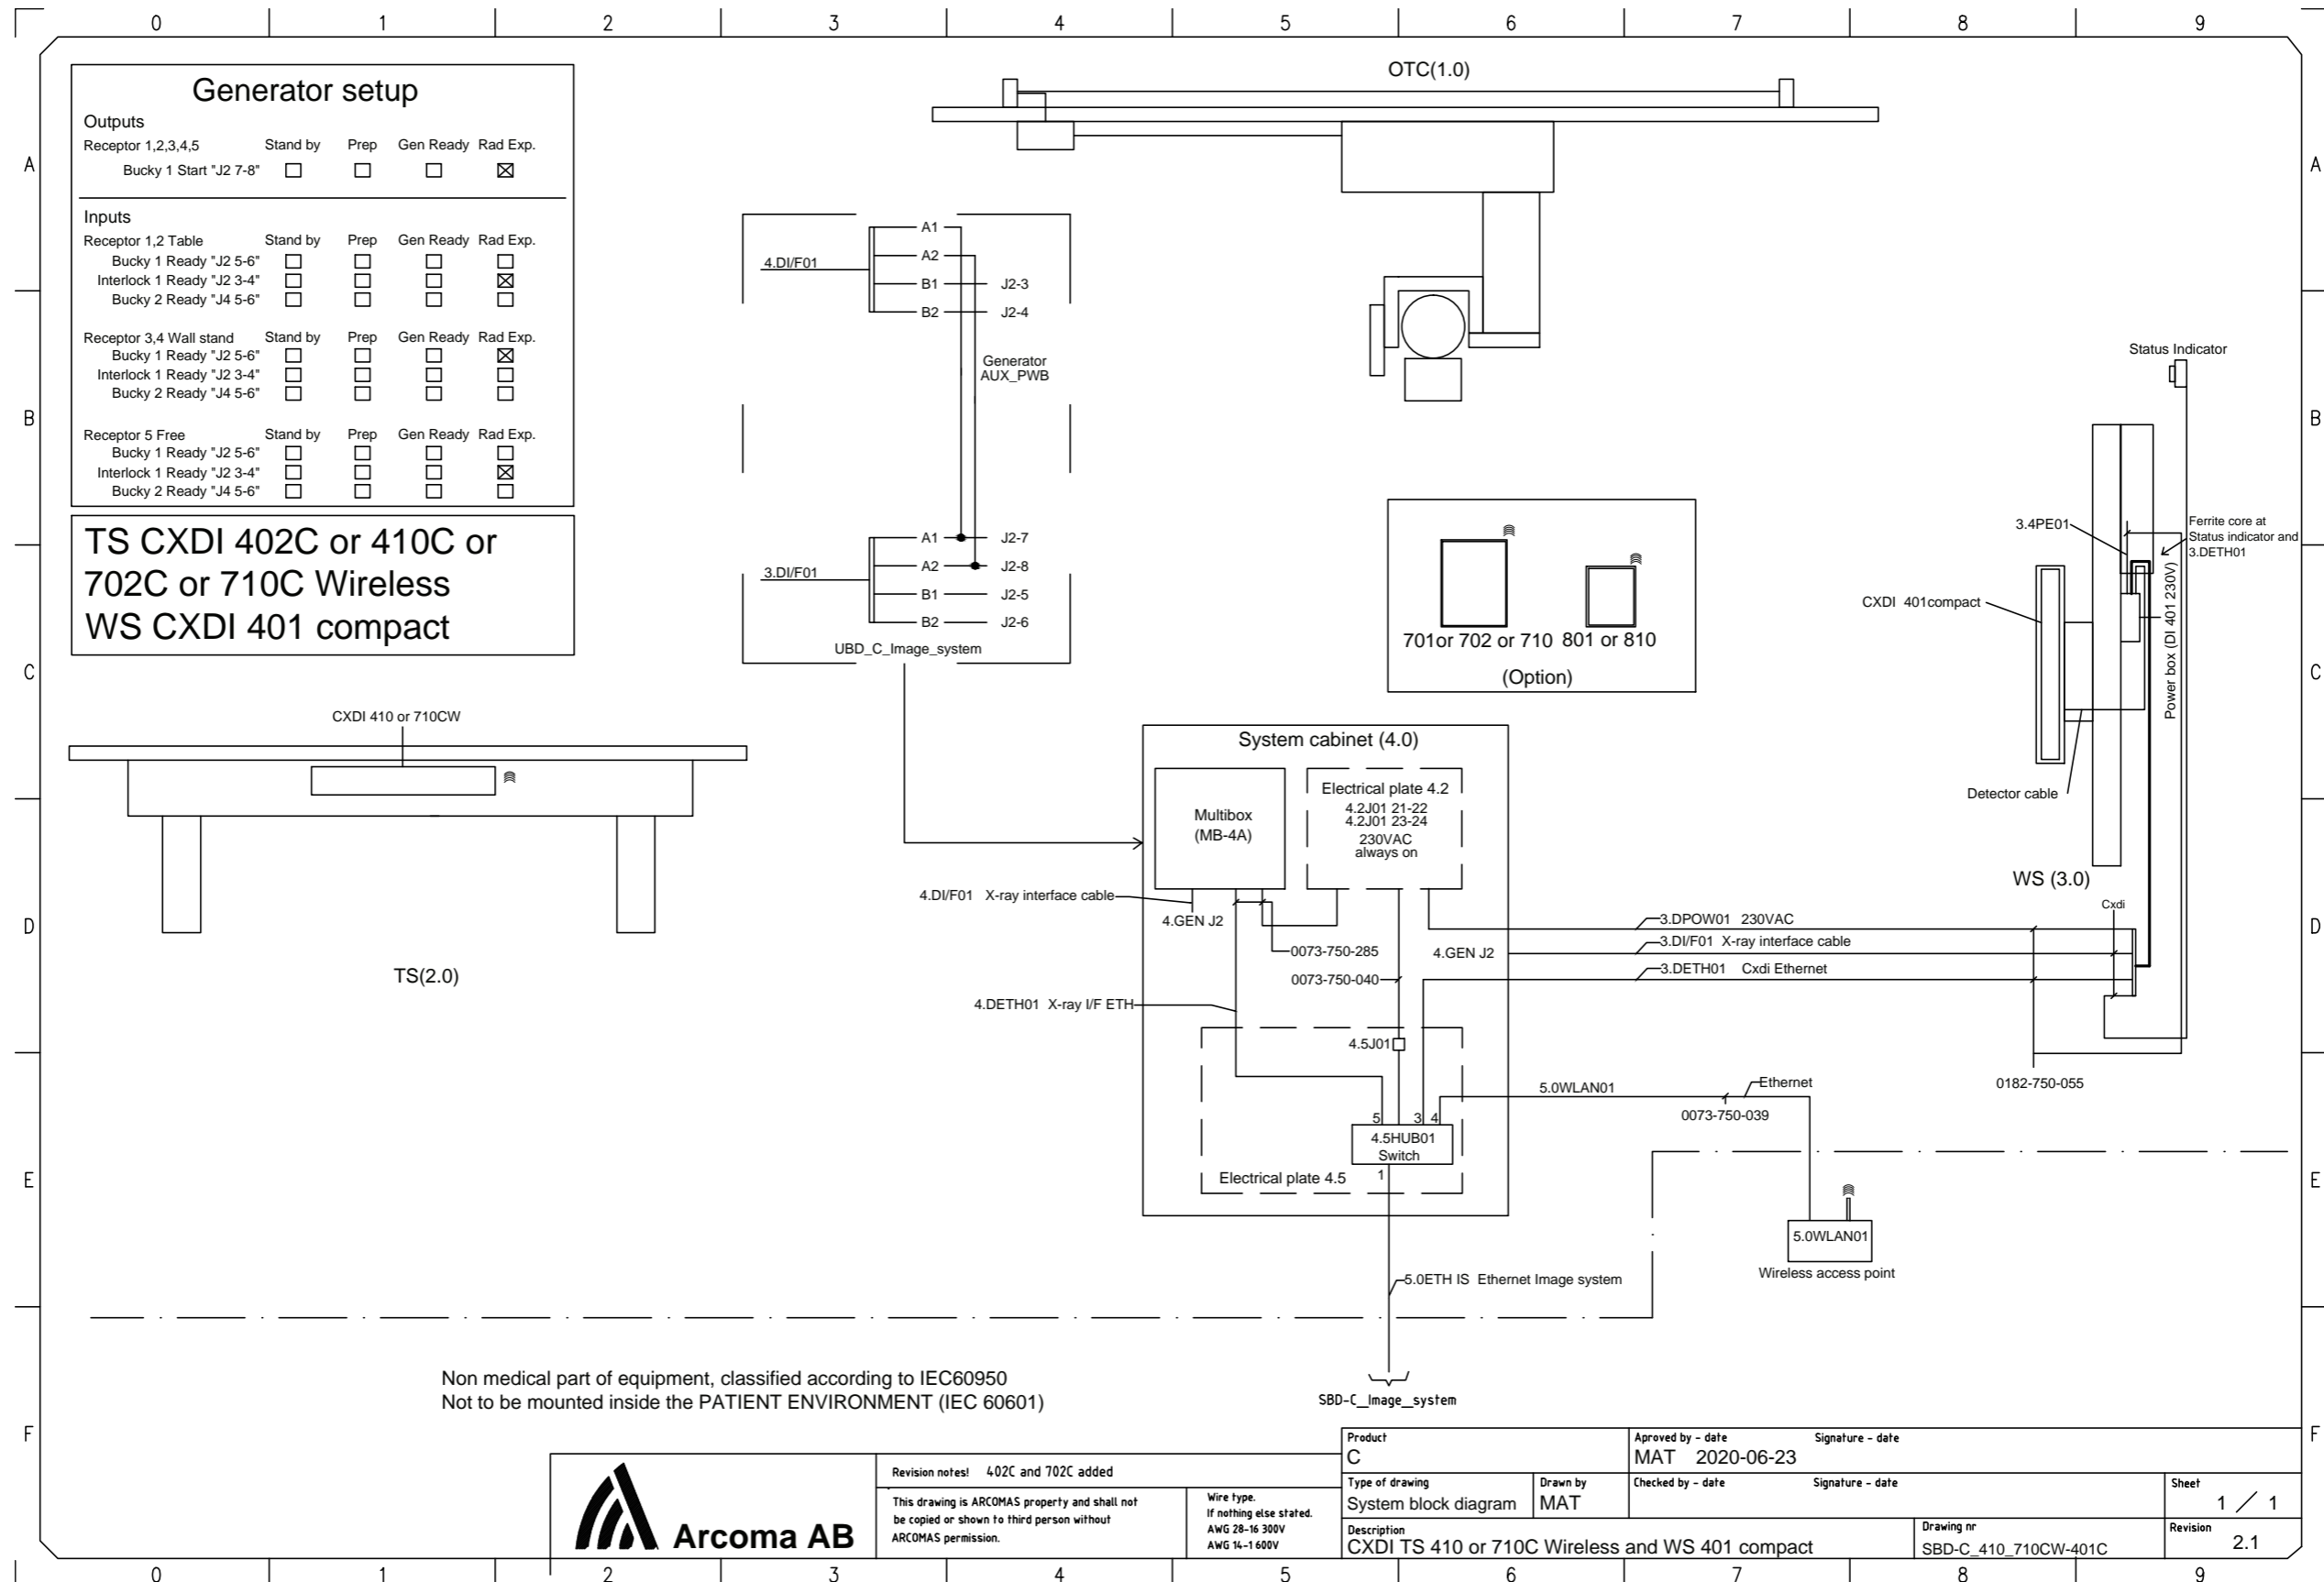 0 1 2 3 4 5 6 7 8 9
Generator setup
Outputs
Receptor 1,2,3,4,5 Stand by Prep Gen Ready Rad Exp.
Bucky 1 Start "J2 7-8"
Inputs
Receptor 1,2 Table Stand by Prep Gen Ready Rad Exp.
Bucky 1 Ready "J2 5-6"
Interlock 1 Ready "J2 3-4"
Bucky 2 Ready "J4 5-6"
Receptor 3,4 Wall stand Stand by Prep Gen Ready Rad Exp.
Bucky 1 Ready "J2 5-6"
Interlock 1 Ready "J2 3-4"
Bucky 2 Ready "J4 5-6"
Receptor 5 Free Stand by Prep Gen Ready Rad Exp.
Bucky 1 Ready "J2 5-6"
Interlock 1 Ready "J2 3-4"
Bucky 2 Ready "J4 5-6"
TS CXDI 402C or 410C or
702C or 710C Wireless
WS CXDI 401 compact
A A
B B
C C
D D
E E
F F
OTC(1.0)
4.DI/F01
A1
A2
B1 J2-3
B2 J2-4
Generator
AUX_PWB
3.DI/F01
A1 J2-7
A2 J2-8
B1 J2-5
B2 J2-6
UBD_C_Image_system
701or 702 or 710 801 or 810
(Option)
Status Indicator
3.4PE01
Ferrite core at
Status indicator and
3.DETH01
Power box (DI 401 230V)
CXDI 401compact
Detector cable
WS (3.0)
Cxdi
CXDI 410 or 710CW
TS(2.0)
System cabinet (4.0)
Multibox
(MB-4A)
Electrical plate 4.2
4.2J01 21-22
4.2J01 23-24
230VAC
always on
4.DI/F01 X-ray interface cable
4.GEN J2
0073-750-285
0073-750-040
4.GEN J2
3.DPOW01 230VAC
3.DI/F01 X-ray interface cable
3.DETH01 Cxdi Ethernet
4.DETH01 X-ray I/F ETH
4.5J01
5 3 4
4.5HUB01
Switch
1
Electrical plate 4.5
5.0WLAN01
Ethernet
0073-750-039
0182-750-055
5.0WLAN01
Wireless access point
5.0ETH IS Ethernet Image system
SBD-C_Image_system
Non medical part of equipment, classified according to IEC60950
Not to be mounted inside the PATIENT ENVIRONMENT (IEC 60601)
Arcoma AB
Revision notes! 402C and 702C added
This drawing is ARCOMAS property and shall not
be copied or shown to third person without
ARCOMAS permission.
Wire type.
If nothing else stated.
AWG 28-16 300V
AWG 14-1 600V
Product
C
Aproved by - date Signature - date
MAT 2020-06-23
Type of drawing
System block diagram
Drawn by
MAT
Checked by - date Signature - date
Sheet
1 / 1
Description
CXDI TS 410 or 710C Wireless and WS 401 compact
Drawing nr
SBD-C_410_710CW-401C
Revision
2.1
0 1 2 3 4 5 6 7 8 9